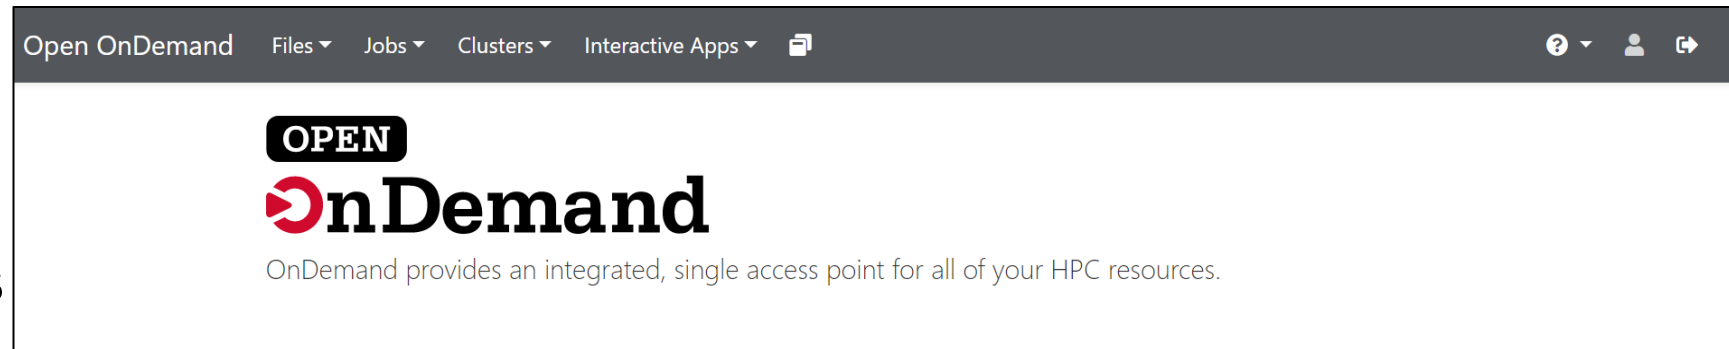 Open OnDemand Files Jobs Clusters Interactive Apps
OPEN
OnDemand
OnDemand provides an integrated, single access point for all of your HPC resources.